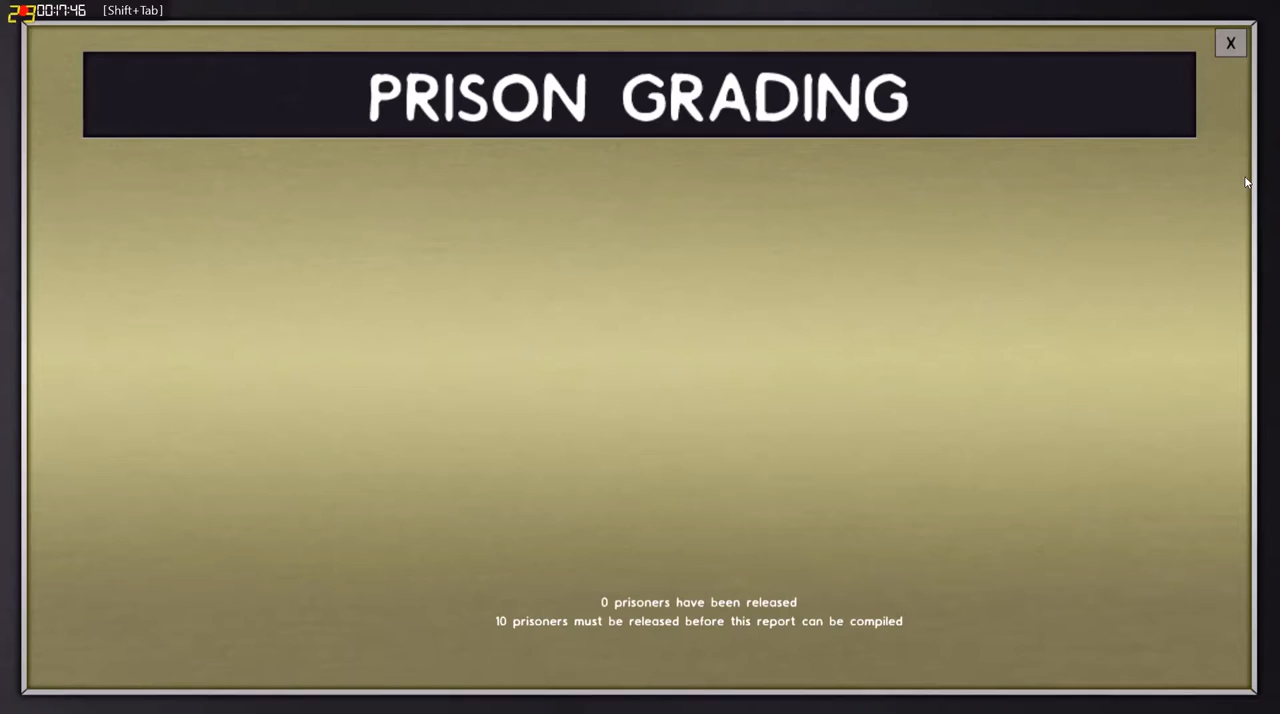 29 00:17:46 [Shift+Tab]
X
PRISON GRADING
0 prisoners have been released
10 prisoners must be released before this report can be compiled